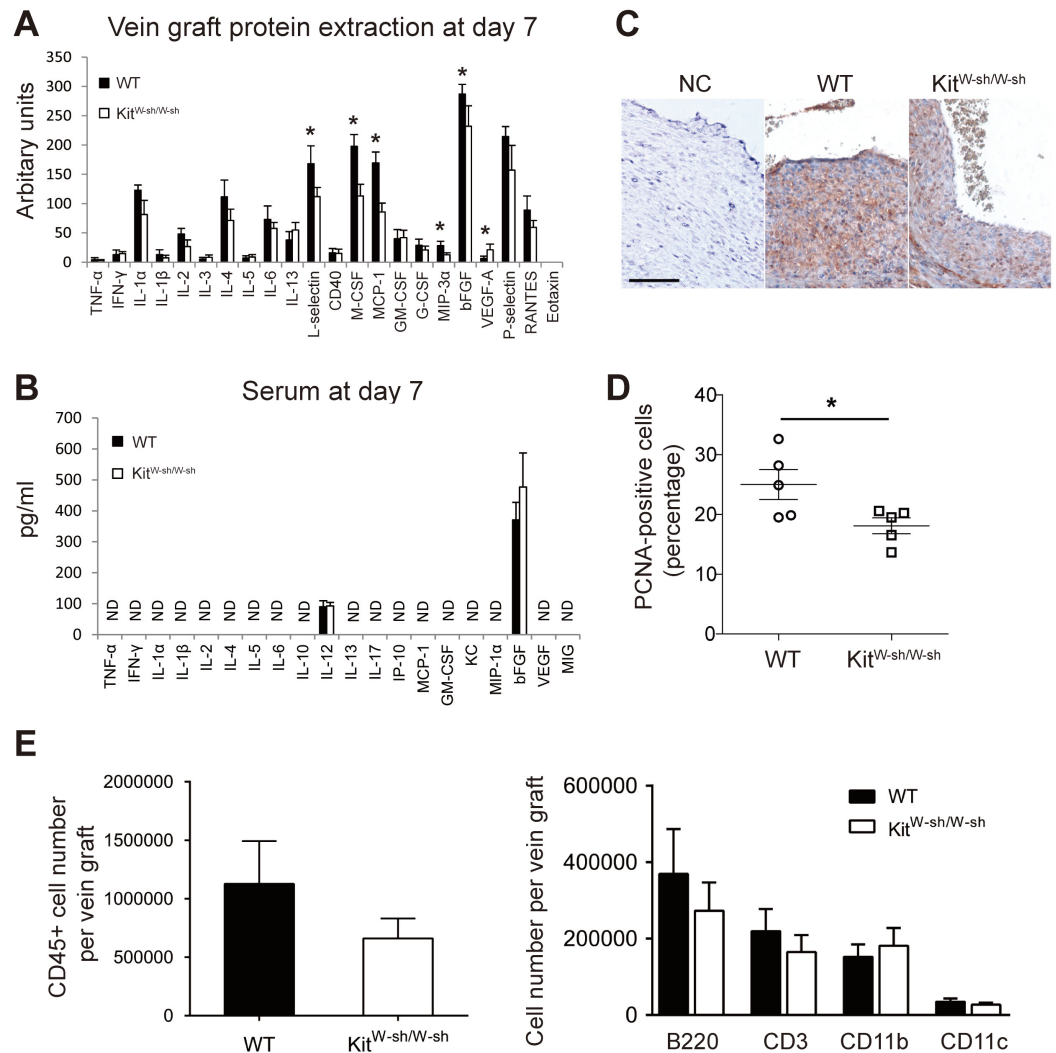 A
Vein graft protein extraction at day 7
Arbitary units
350
300
250
200
150
100
50
0
WT
Kit^W-sh/W-sh
* * * * * *
TNF-α IFN-γ IL-1α IL-1β IL-2 IL-3 IL-4 IL-5 IL-6 IL-13 L-selectin CD40 M-CSF MCP-1 GM-CSF G-CSF MIP-3α bFGF VEGF-A P-selectin RANTES Eotaxin
C
NC WT Kit^W-sh/W-sh
B
Serum at day 7
pg/ml
700
600
500
400
300
200
100
0
WT
Kit^W-sh/W-sh
ND ND ND ND ND ND ND ND ND ND ND ND ND ND ND ND ND ND
TNF-α IFN-γ IL-1α IL-1β IL-2 IL-4 IL-5 IL-6 IL-10 IL-12 IL-13 IL-17 IP-10 MCP-1 GM-CSF KC MIP-1α bFGF VEGF MIG
D
PCNA-positive cells
(percentage)
40
30
20
10
0
*
WT Kit^W-sh/W-sh
E
CD45+ cell number
per vein graft
2000000
1500000
1000000
500000
0
WT Kit^W-sh/W-sh
Cell number per vein graft
600000
400000
200000
0
WT
Kit^W-sh/W-sh
B220 CD3 CD11b CD11c